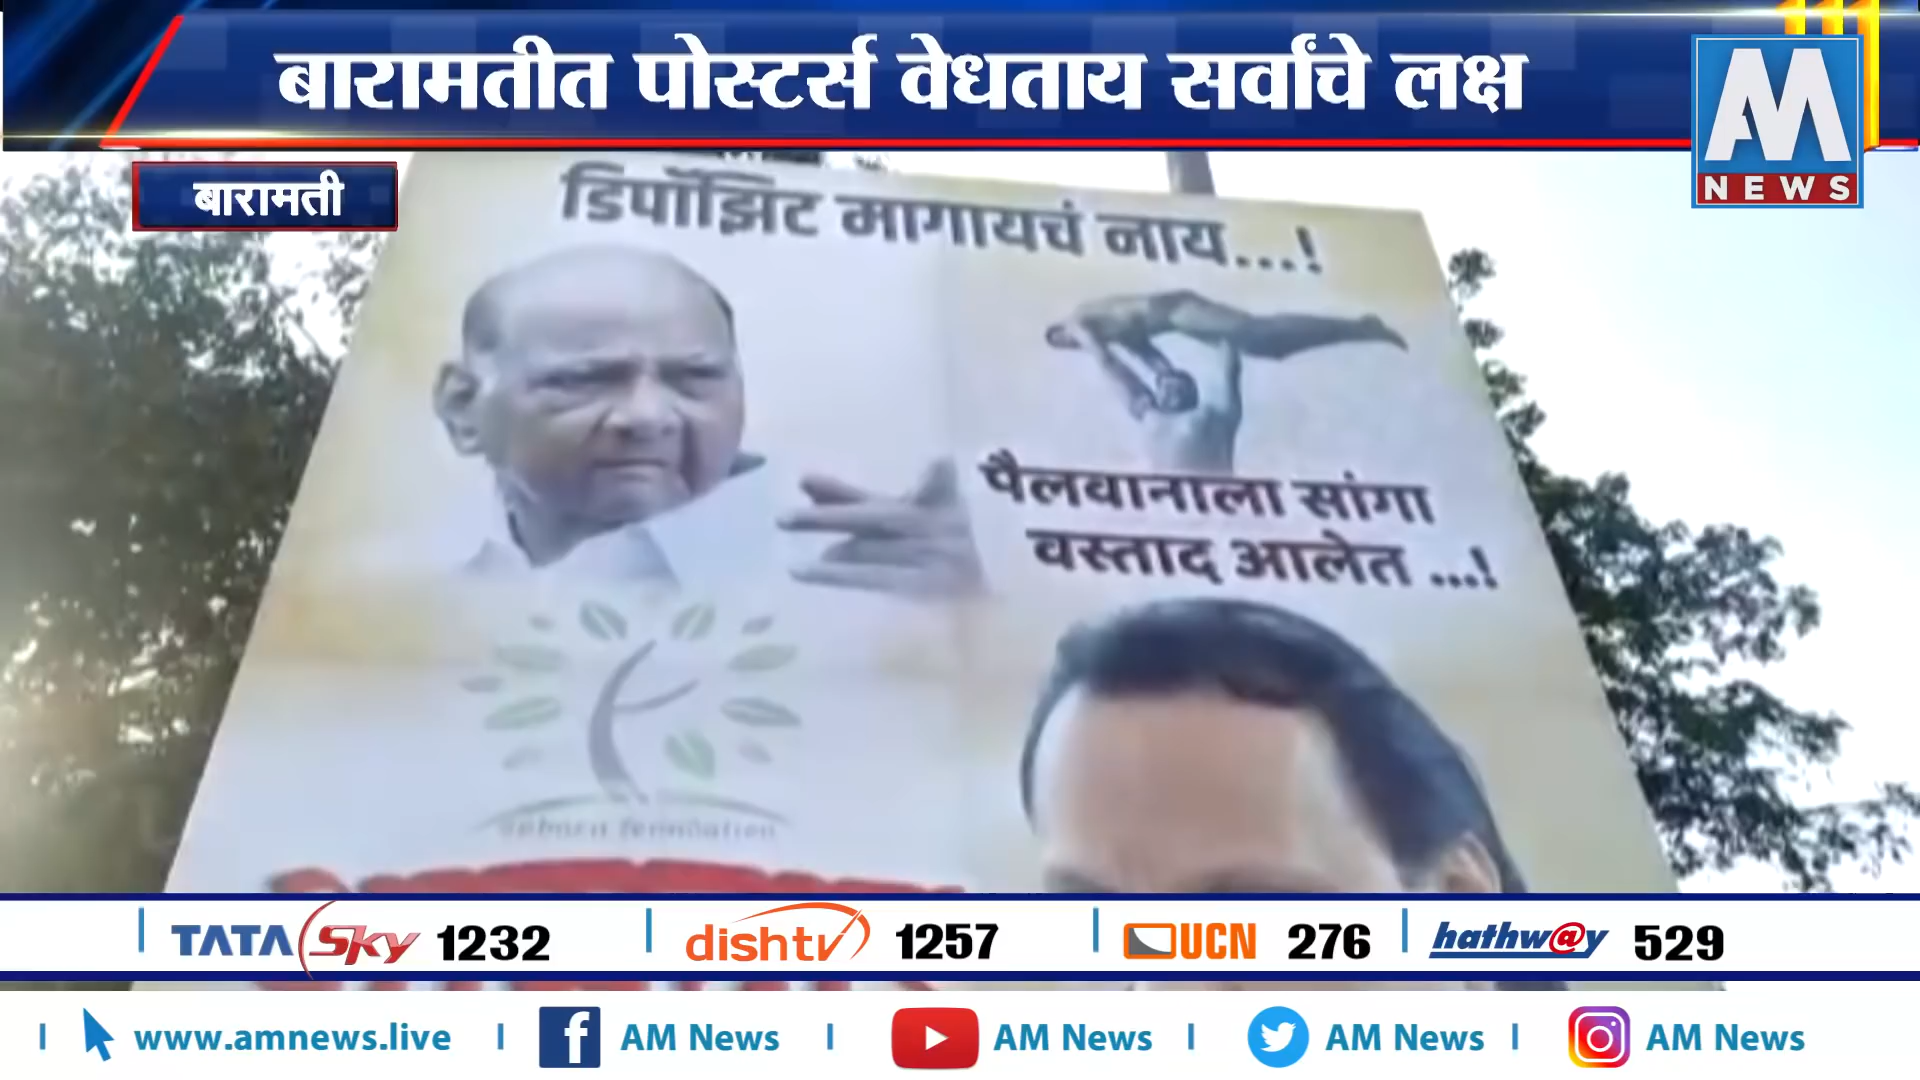 बारामतीत पोस्टर्स वेधताय सर्वांचे लक्ष
AM
NEWS
बारामती
डिपॉझिट मागायचं नाय...!
पैलवानाला सांगा
वस्ताद आलेत ...!
TATA Sky 1232
dishtv 1257
UCN 276
hathw@y 529
www.amnews.live
AM News
AM News
AM News
AM News